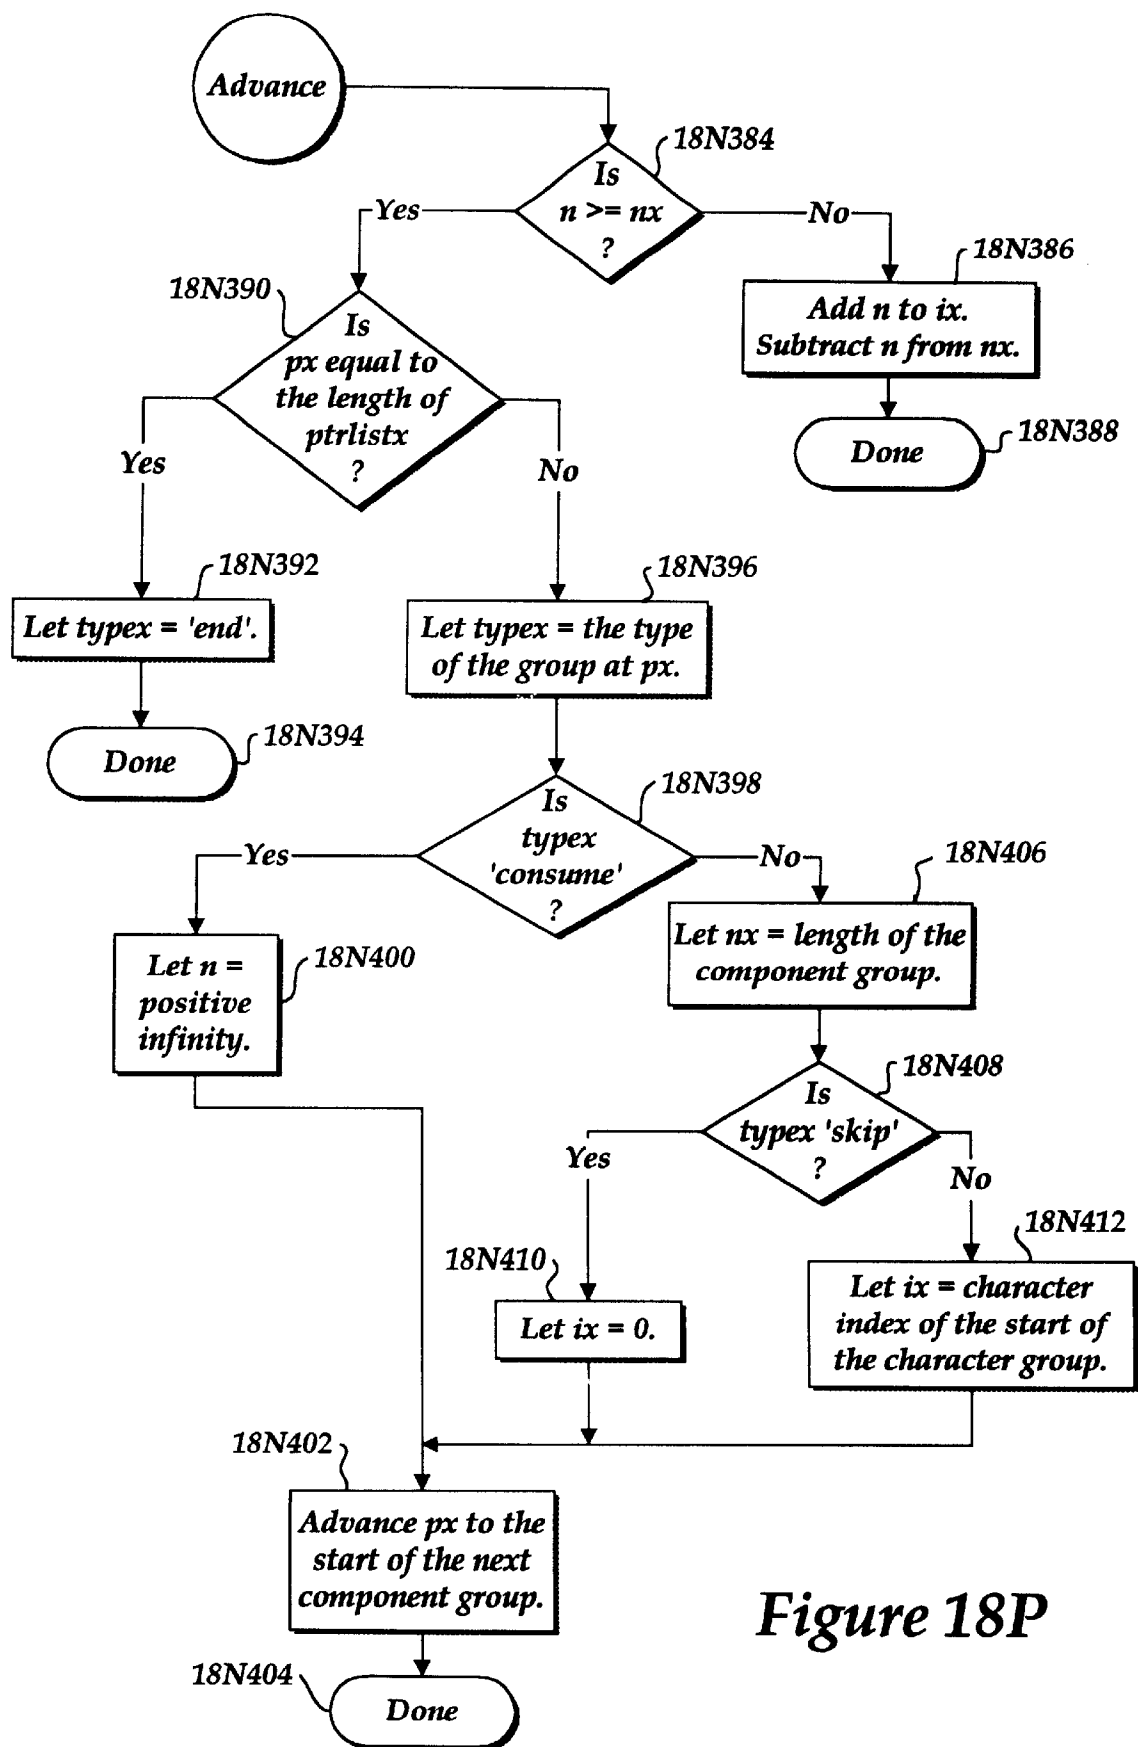 Advance
18N384
Is
n >= nx
?
Yes
No
18N386
Add n to ix.
Subtract n from nx.
18N390
Is
px equal to
the length of
ptrlistx
?
Done
18N388
Yes
No
18N392
Let typex = 'end'.
18N396
Let typex = the type
of the group at px.
Done
18N394
18N398
Is
typex
'consume'
?
Yes
No
18N406
Let nx = length of the
component group.
Let n =
positive
infinity.
18N400
18N408
Is
typex 'skip'
?
Yes
No
18N410
Let ix = 0.
18N412
Let ix = character
index of the start of
the character group.
18N402
Advance px to the
start of the next
component group.
18N404
Done
Figure 18P